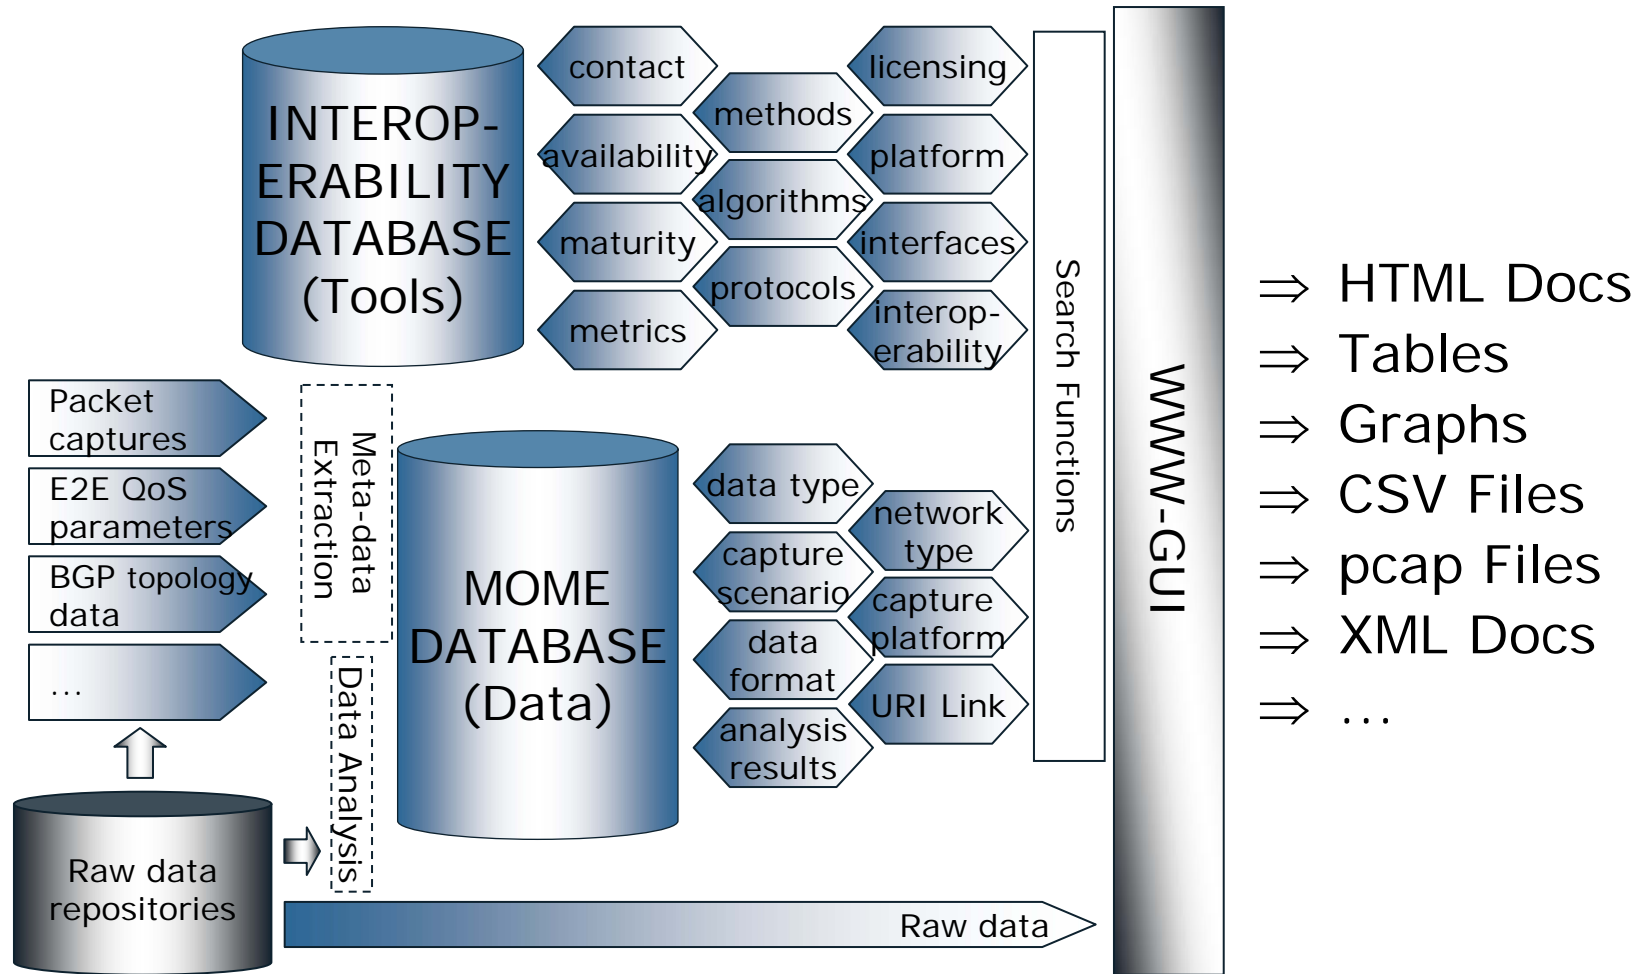 INTEROP-
ERABILITY
DATABASE
(Tools)
contact
availability
maturity
metrics
methods
algorithms
protocols
licensing
platform
interfaces
interop-
erability
Packet
captures
E2E QoS
parameters
BGP topology
data
...
Meta-data
Extraction
Data Analysis
MOME
DATABASE
(Data)
data type
capture
scenario
data
format
analysis
results
network
type
capture
platform
URI Link
Search Functions
WWW-GUI
⇒ HTML Docs
⇒ Tables
⇒ Graphs
⇒ CSV Files
⇒ pcap Files
⇒ XML Docs
⇒ ...
Raw data
repositories
Raw data